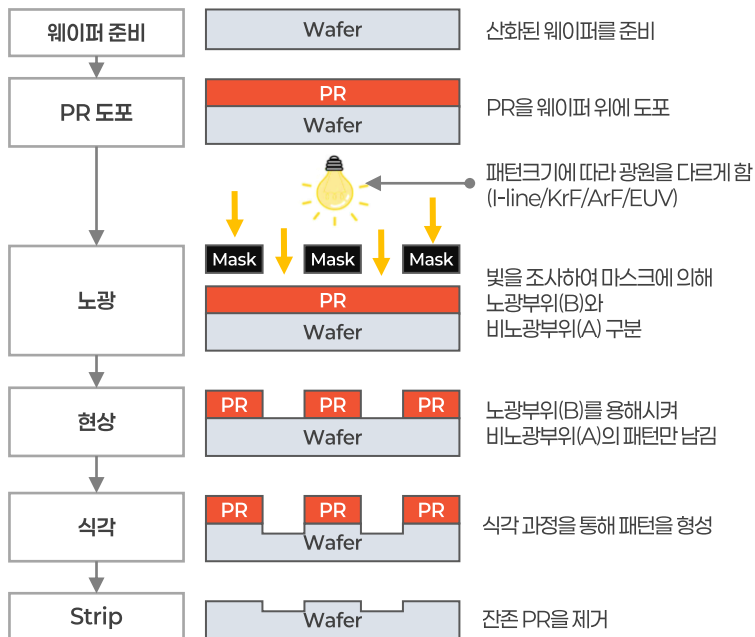 웨이퍼 준비
Wafer
산화된 웨이퍼를 준비
PR 도포
PR
Wafer
PR을 웨이퍼 위에 도포
패턴크기에 따라 광원을 다르게 함
(I-line/KrF/ArF/EUV)
Mask
Mask
Mask
노광
PR
Wafer
빛을 조사하여 마스크에 의해
노광부위(B)와
비노광부위(A) 구분
현상
PR
PR
PR
Wafer
노광부위(B)를 용해시켜
비노광부위(A)의 패턴만 남김
식각
PR
PR
PR
Wafer
식각 과정을 통해 패턴을 형성
Strip
Wafer
잔존 PR을 제거